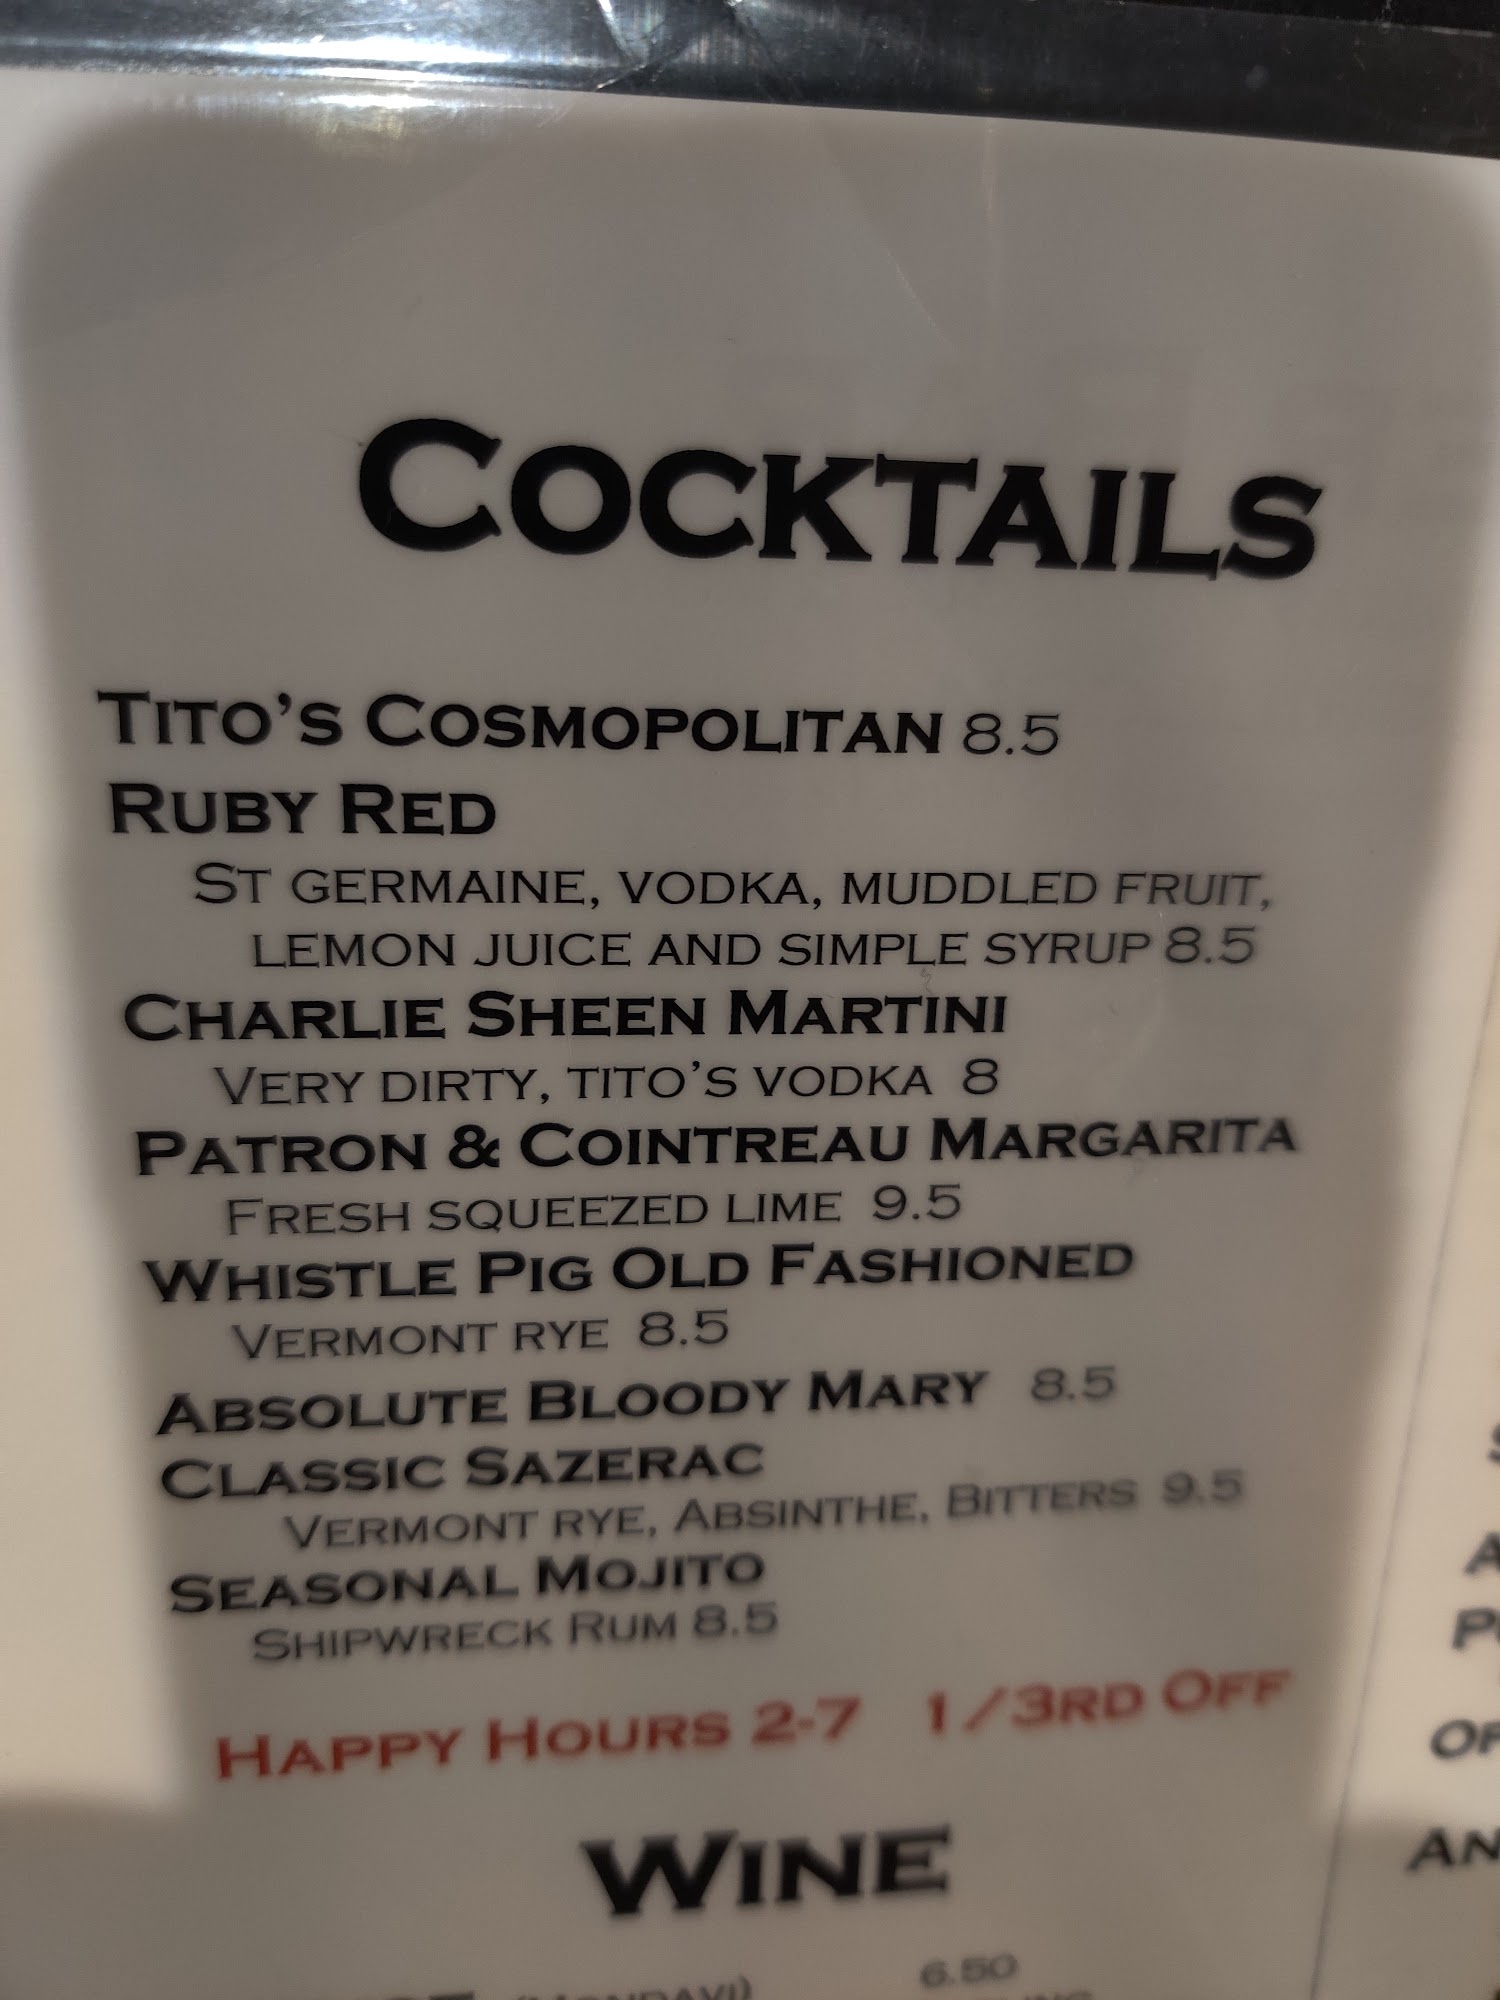 Cocktails
Tito's Cosmopolitan 8.5
Ruby Red
St germaine, vodka, muddled fruit,
lemon juice and simple syrup 8.5
Charlie Sheen Martini
Very dirty, tito's vodka 8
Patron & Cointreau Margarita
Fresh squeezed lime 9.5
Whistle Pig Old Fashioned
Vermont rye 8.5
Absolute Bloody Mary 8.5
Classic Sazerac
Vermont rye, Absinthe, Bitters 9.5
Seasonal Mojito
Shipwreck Rum 8.5
Happy Hours 2-7 1/3rd Off
Wine
(Mondavi) 6.50